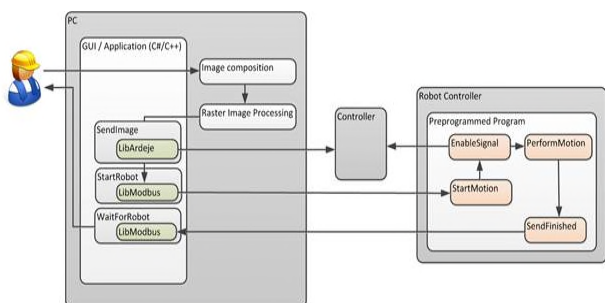 PC
GUI / Application (C#/C++)
Image composition
Raster Image Processing
SendImage
LibArdeje
StartRobot
LibModbus
WaitForRobot
LibModbus
Controller
Robot Controller
Preprogrammed Program
EnableSignal
PerformMotion
StartMotion
SendFinished